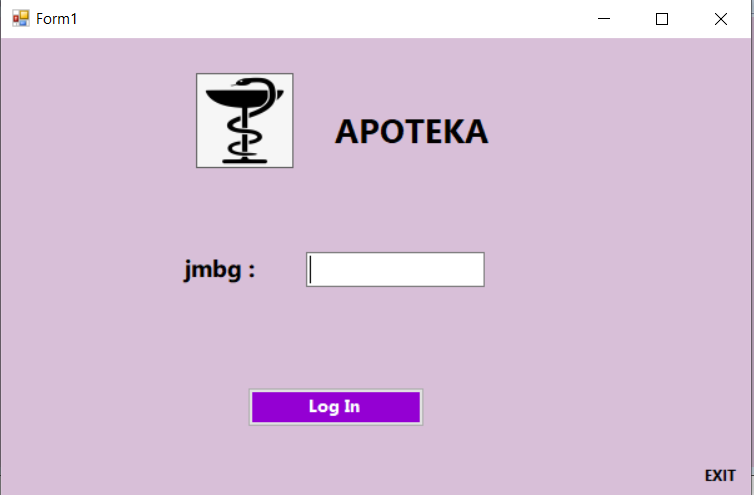 Form1
APOTEKA
jmbg :
Log In
EXIT